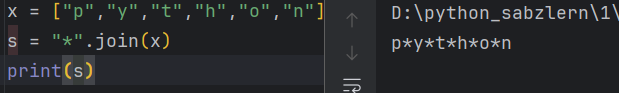 x = ["p","y","t","h","o","n"]
s = "*".join(x)
print(s)
D:\python_sabzlern\1\
p*y*t*h*o*n